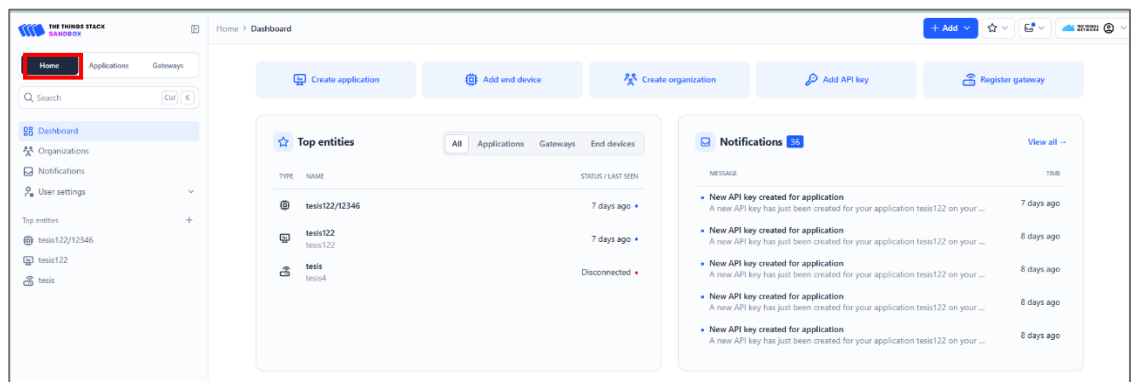 THE THINGS STACK
SANDBOX
Home > Dashboard
+ Add
THE THINGS
NETWORK
Home Applications Gateways
Search Ctrl K
Dashboard
Organizations
Notifications
User settings
Top entities +
tesis122/12346
tesis122
tesis
Create application Add end device Create organization Add API key Register gateway
Top entities All Applications Gateways End devices
TYPE NAME STATUS / LAST SEEN
tesis122/12346 7 days ago
tesis122 7 days ago
tesis122
tesis Disconnected
tesis4
Notifications 36 View all →
MESSAGE TIME
New API key created for application 7 days ago
A new API key has just been created for your application tesis122 on your ...
New API key created for application 8 days ago
A new API key has just been created for your application tesis122 on your ...
New API key created for application 8 days ago
A new API key has just been created for your application tesis122 on your ...
New API key created for application 8 days ago
A new API key has just been created for your application tesis122 on your ...
New API key created for application 8 days ago
A new API key has just been created for your application tesis122 on your ...